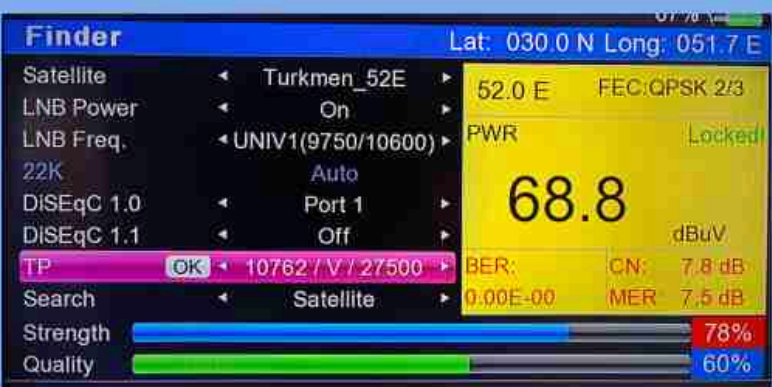 Finder
Lat: 030.0 N Long: 051.7 E
Satellite Turkmen_52E
LNB Power On
LNB Freq. UNIV1(9750/10600)
22K Auto
DiSEqC 1.0 Port 1
DiSEqC 1.1 Off
TP OK 10762 / V / 27500
Search Satellite
Strength 78%
Quality 60%
52.0 E FEC:QPSK 2/3
PWR Locked
68.8
dBuV
BER: CN: 7.8 dB
0.00E-00 MER: 7.5 dB